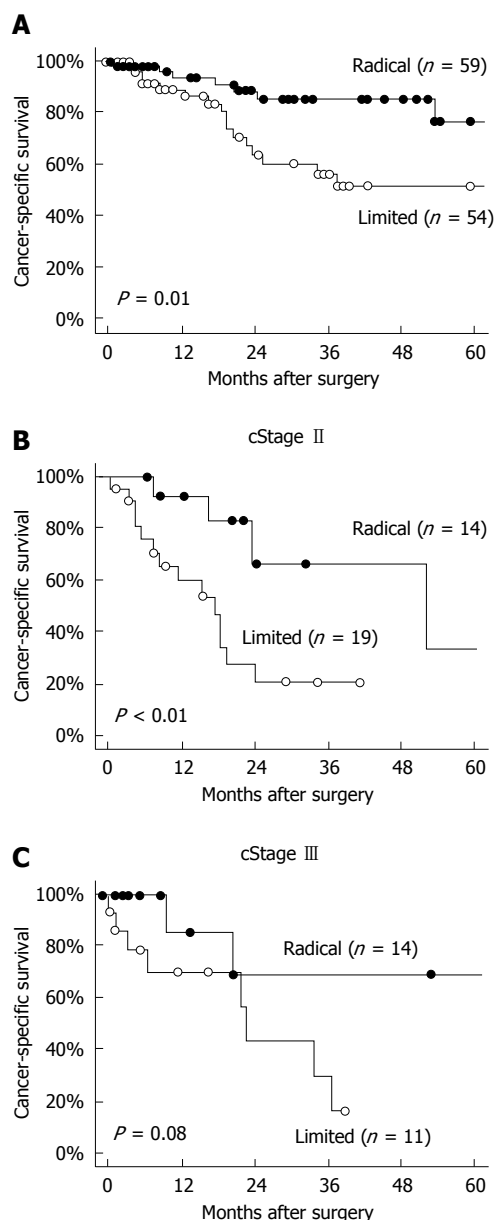 A
100%
80%
60%
40%
20%
0%
Cancer-specific survival
Radical (n = 59)
Limited (n = 54)
P = 0.01
0 12 24 36 48 60
Months after surgery
B
cStage Ⅱ
100%
80%
60%
40%
20%
0%
Cancer-specific survival
Radical (n = 14)
Limited (n = 19)
P < 0.01
0 12 24 36 48 60
Months after surgery
C
cStage Ⅲ
100%
80%
60%
40%
20%
0%
Cancer-specific survival
Radical (n = 14)
Limited (n = 11)
P = 0.08
0 12 24 36 48 60
Months after surgery